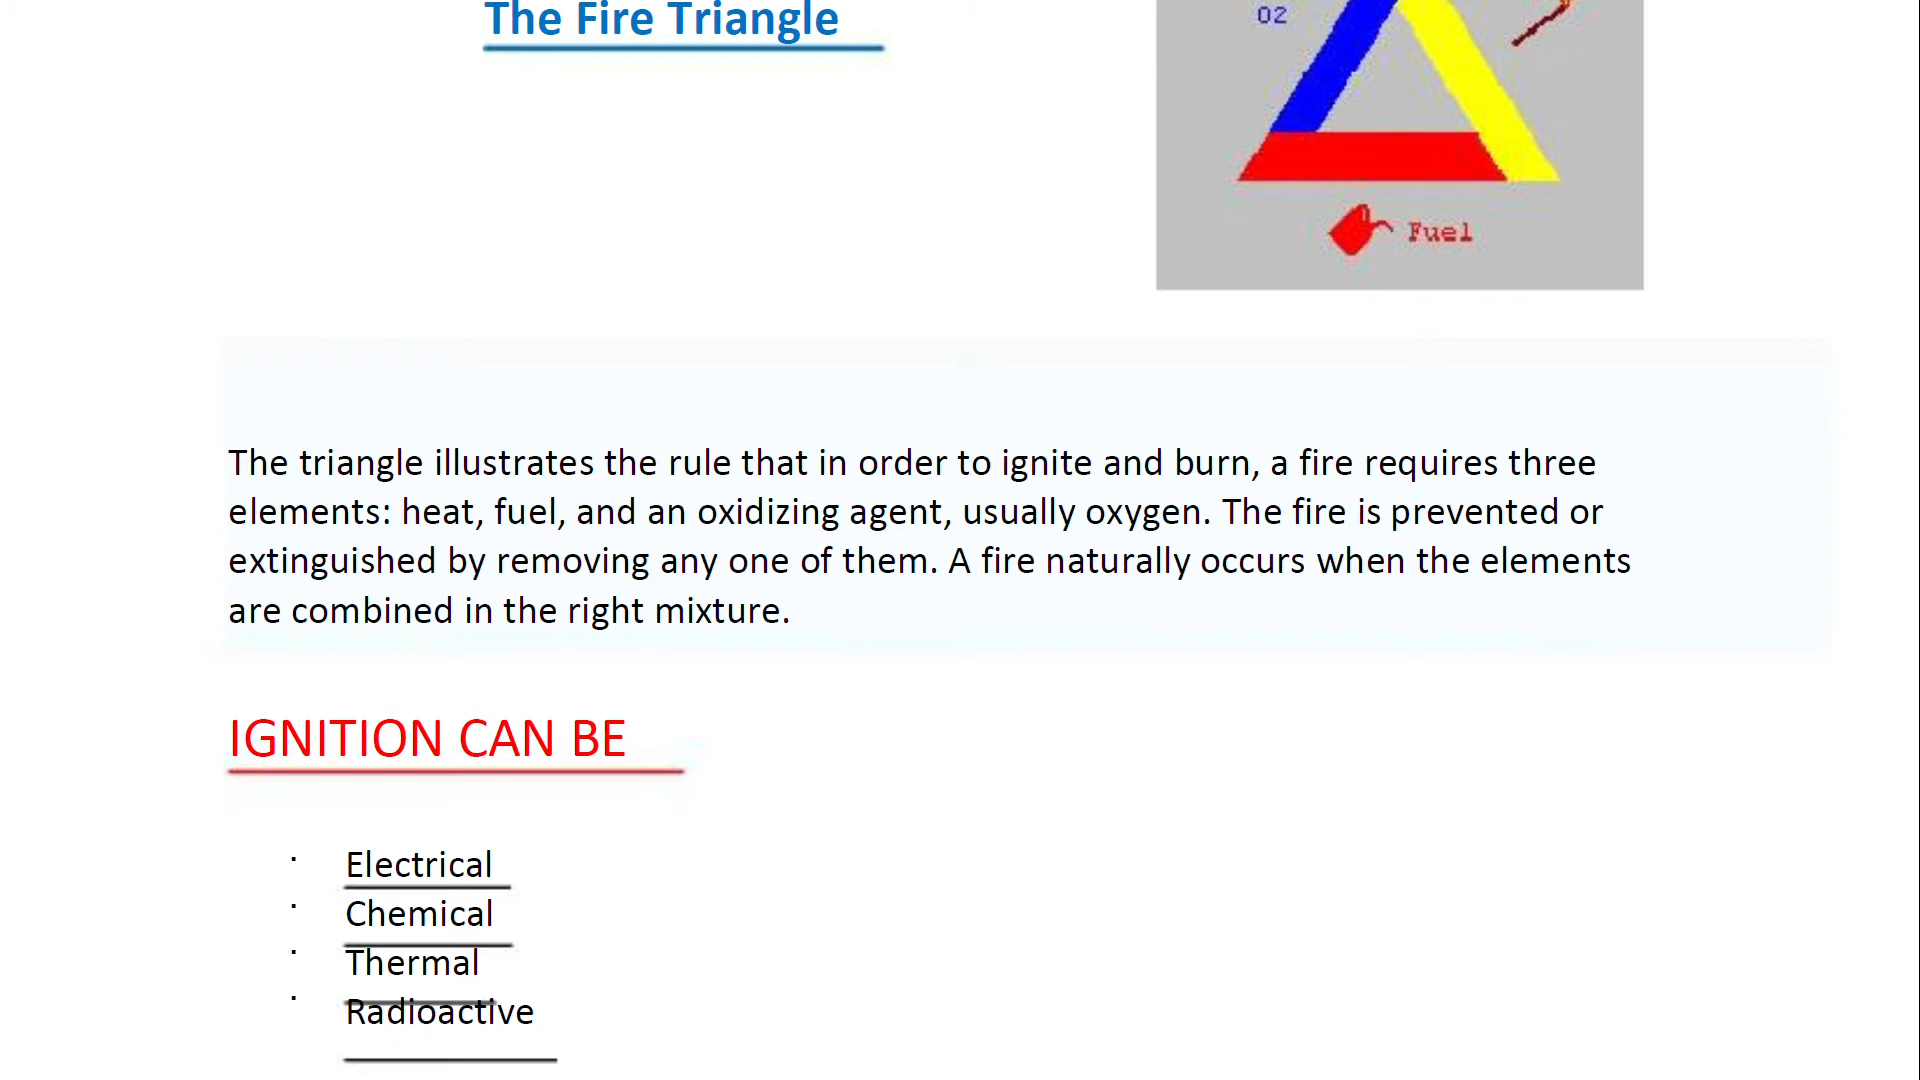 The Fire Triangle
O2
Fuel
The triangle illustrates the rule that in order to ignite and burn, a fire requires three
elements: heat, fuel, and an oxidizing agent, usually oxygen. The fire is prevented or
extinguished by removing any one of them. A fire naturally occurs when the elements
are combined in the right mixture.
IGNITION CAN BE
· Electrical
· Chemical
· Thermal
· Radioactive